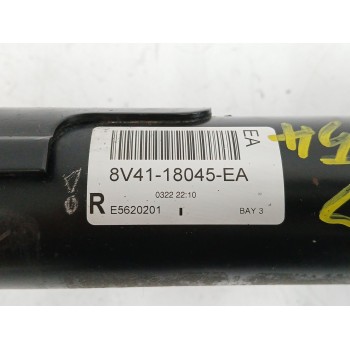 EA
8V41-18045-EA
0322 22:10
R E5620201 I BAY 3